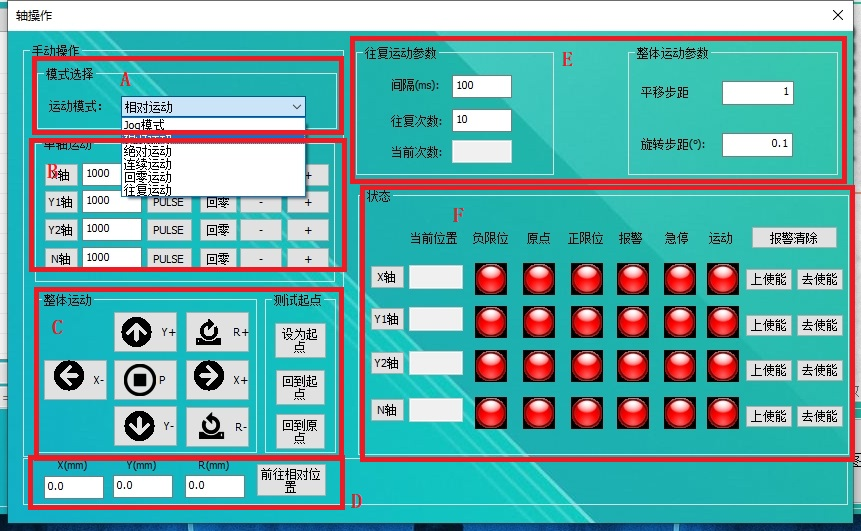 轴操作
手动操作
模式选择
A
运动模式:
相对运动
Jog模式
绝对运动
连续运动
回零运动
往复运动
单轴运动
B
X轴
1000
+
Y1轴
1000
PULSE
回零
-
+
Y2轴
1000
PULSE
回零
-
+
N轴
1000
PULSE
回零
-
+
整体运动
C
Y+
R+
X-
P
X+
Y-
R-
测试起点
设为起
点
回到起
点
回到原
点
X(mm)
Y(mm)
R(mm)
0.0
0.0
0.0
前往相对位
置
D
往复运动参数
E
间隔(ms):
100
往复次数:
10
当前次数:
整体运动参数
平移步距
1
旋转步距(°):
0.1
状态
F
当前位置
负限位
原点
正限位
报警
急停
运动
报警清除
X轴
上使能
去使能
Y1轴
上使能
去使能
Y2轴
上使能
去使能
N轴
上使能
去使能